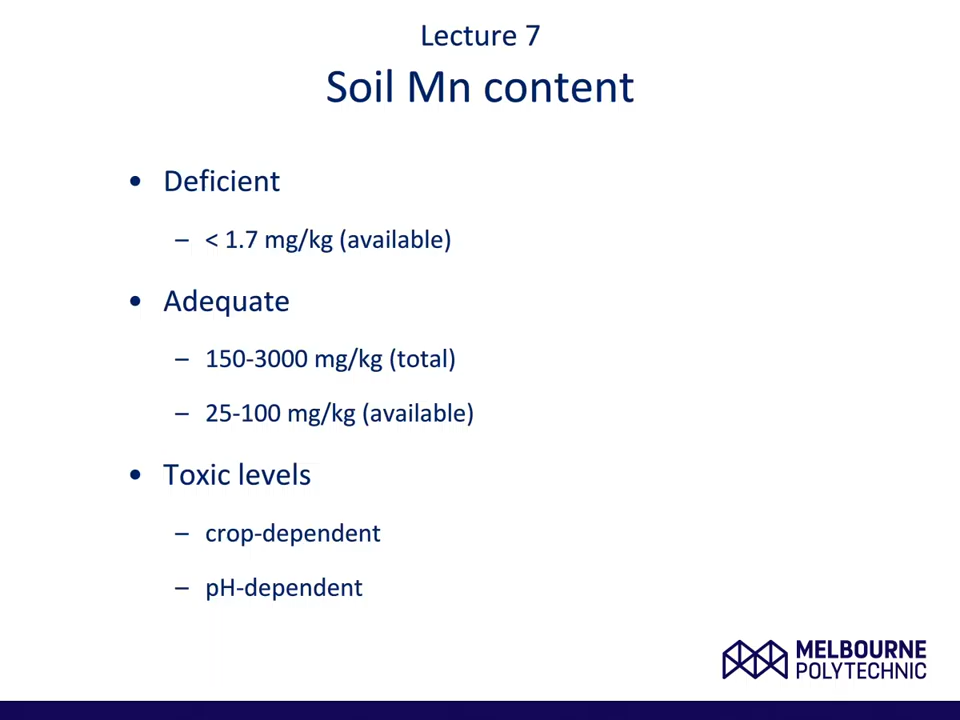 Lecture 7
Soil Mn content
• Deficient
– < 1.7 mg/kg (available)
• Adequate
– 150-3000 mg/kg (total)
– 25-100 mg/kg (available)
• Toxic levels
– crop-dependent
– pH-dependent
MELBOURNE
POLYTECHNIC